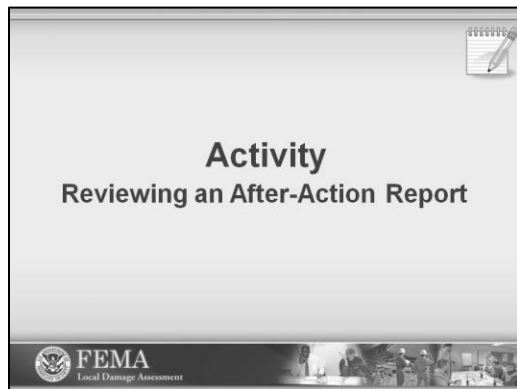 Activity
Reviewing an After-Action Report
FEMA
Local Damage Assessment